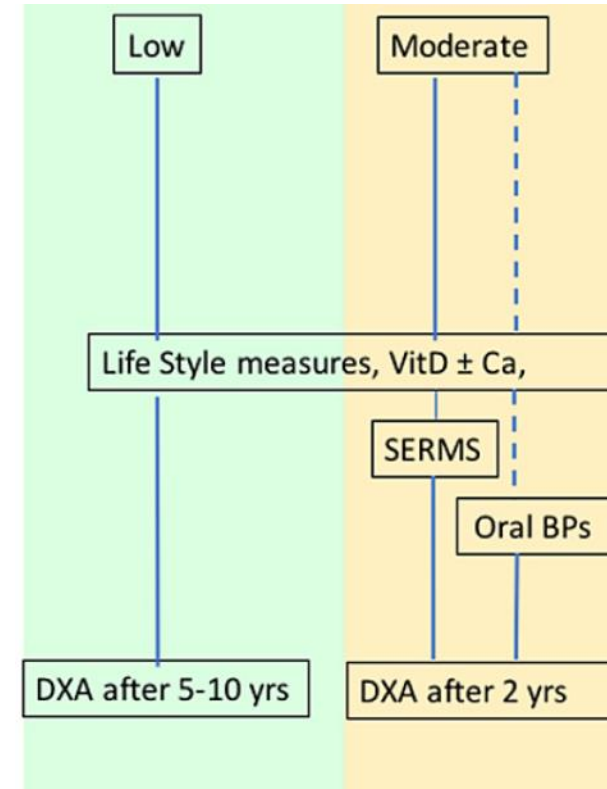 Low
Moderate
Life Style measures, VitD ± Ca,
SERMS
Oral BPs
DXA after 5-10 yrs
DXA after 2 yrs